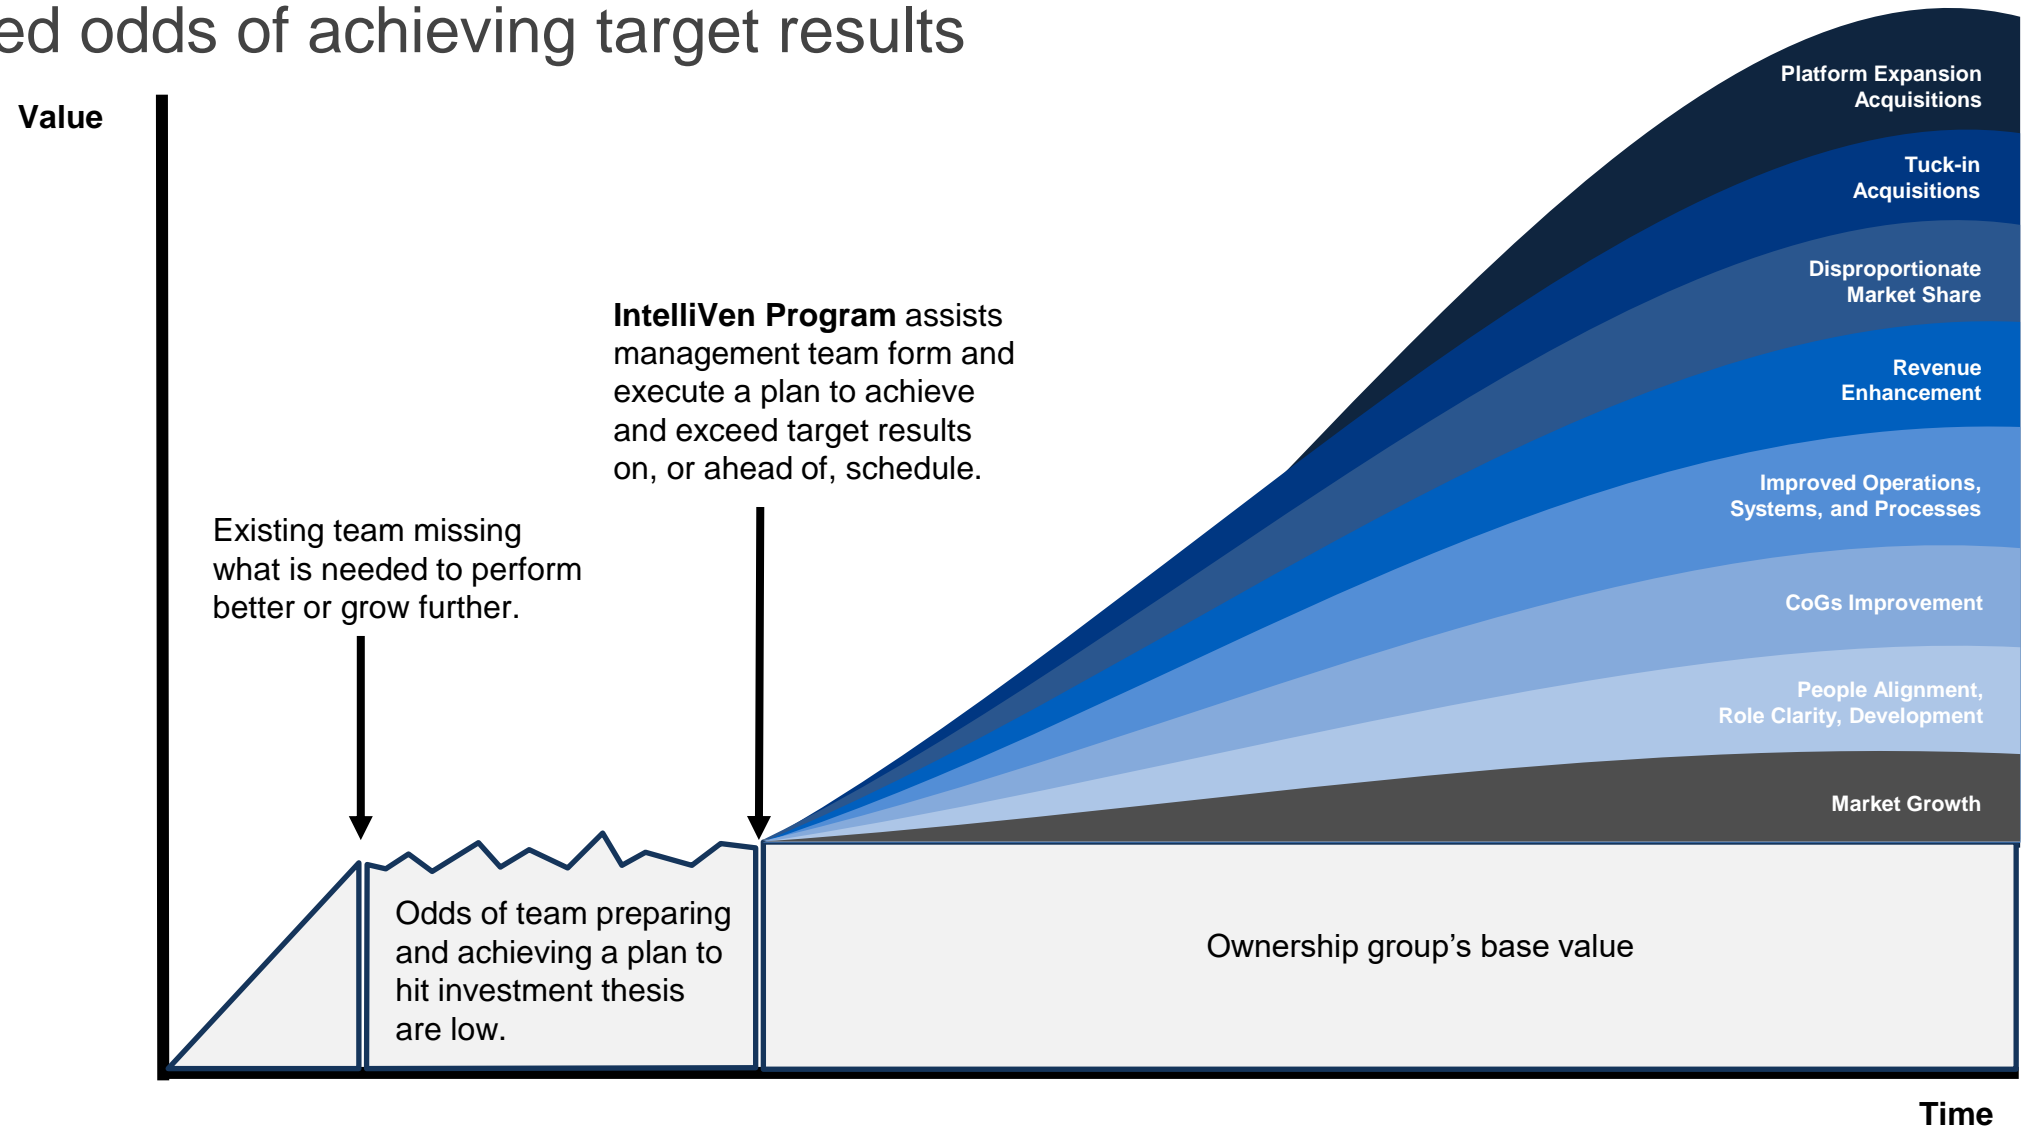 ed odds of achieving target results
Value
Platform Expansion
Acquisitions
Tuck-in
Acquisitions
Disproportionate
Market Share
Revenue
Enhancement
Improved Operations,
Systems, and Processes
CoGs Improvement
People Alignment,
Role Clarity, Development
Market Growth
IntelliVen Program assists
management team form and
execute a plan to achieve
and exceed target results
on, or ahead of, schedule.
Existing team missing
what is needed to perform
better or grow further.
Odds of team preparing
and achieving a plan to
hit investment thesis
are low.
Ownership group’s base value
Time